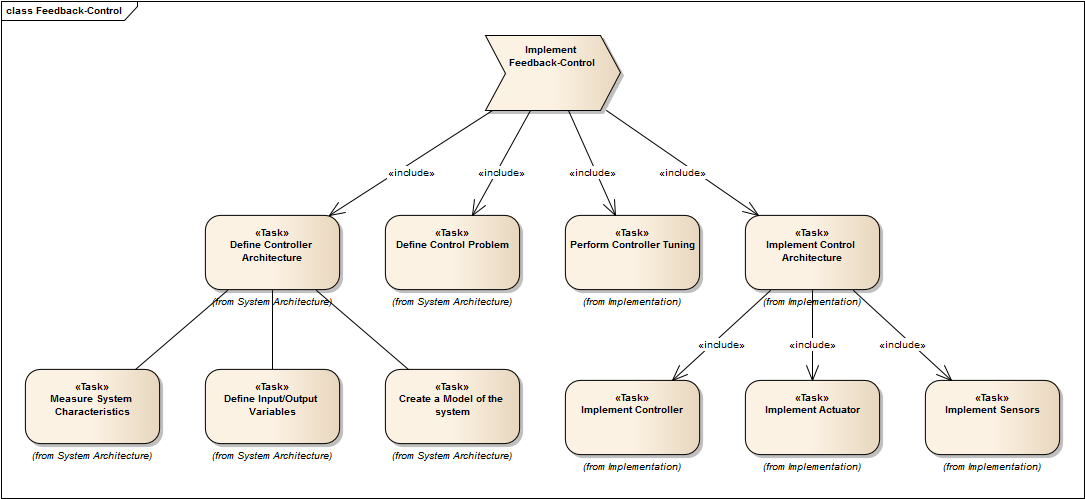 class Feedback-Control
Implement
Feedback-Control
«include»
«include»
«include»
«include»
«Task»
Define Controller
Architecture
(from System Architecture)
«Task»
Define Control Problem
(from System Architecture)
«Task»
Perform Controller Tuning
(from Implementation)
«Task»
Implement Control
Architecture
(from Implementation)
«include»
«include»
«include»
«Task»
Measure System
Characteristics
(from System Architecture)
«Task»
Define Input/Output
Variables
(from System Architecture)
«Task»
Create a Model of the
system
(from System Architecture)
«Task»
Implement Controller
(from Implementation)
«Task»
Implement Actuator
(from Implementation)
«Task»
Implement Sensors
(from Implementation)